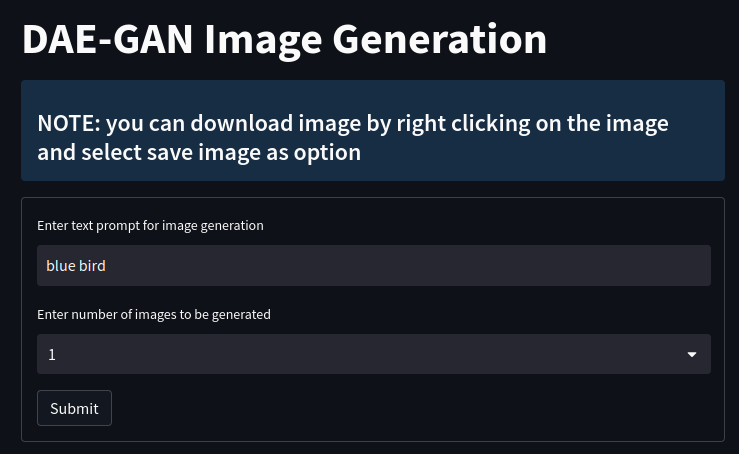 DAE-GAN Image Generation
NOTE: you can download image by right clicking on the image
and select save image as option
Enter text prompt for image generation
blue bird
Enter number of images to be generated
1
Submit